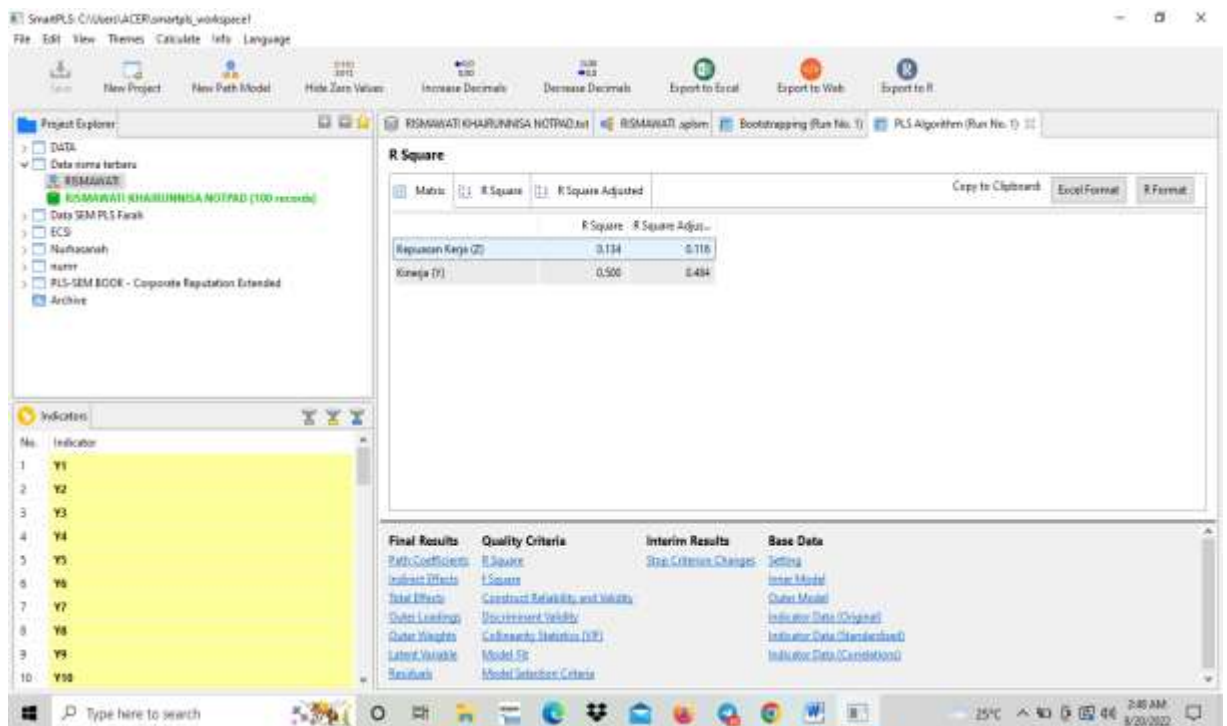 SmartPLS: C:\Users\ACER\smartpls_workspace1
File Edit View Themes Calculate Info Language
Save New Project New Path Model Hide Zero Values Increase Decimals Decrease Decimals Export to Excel Export to Web Export to R
Project Explorer
DATA
Data risma terbaru
RISMAWATI
RISMAWATI KHAIRUNNISA NOTPAD (100 records)
Data SEM PLS Farah
ECSI
Nurhasanah
PLS-SEM BOOK - Corporate Reputation Extended
Archive
RISMAWATI KHAIRUNNISA NOTPAD.txt RISMAWATI.splsm Bootstrapping (Run No. 1) PLS Algorithm (Run No. 1)
R Square
Matrix R Square R Square Adjusted Copy to Clipboard: Excel Format R Format
R Square R Square Adjus...
Kepuasan Kerja (Z) 0.134 0.116
Kinerja (Y) 0.500 0.484
Indicators
No. Indicator
1 Y1
2 Y2
3 Y3
4 Y4
5 Y5
6 Y6
7 Y7
8 Y8
9 Y9
10 Y10
Final Results Quality Criteria Interim Results Base Data
Path Coefficients R Square Stop Criterion Changes Setting
Indirect Effects f Square Inner Model
Total Effects Construct Reliability and Validity Outer Model
Outer Loadings Discriminant Validity Indicator Data (Original)
Outer Weights Collinearity Statistics (VIF) Indicator Data (Standardized)
Latent Variable Model Fit Indicator Data (Correlations)
Residuals Model Selection Criteria
Type here to search 25°C 2:48 AM
6/20/2022